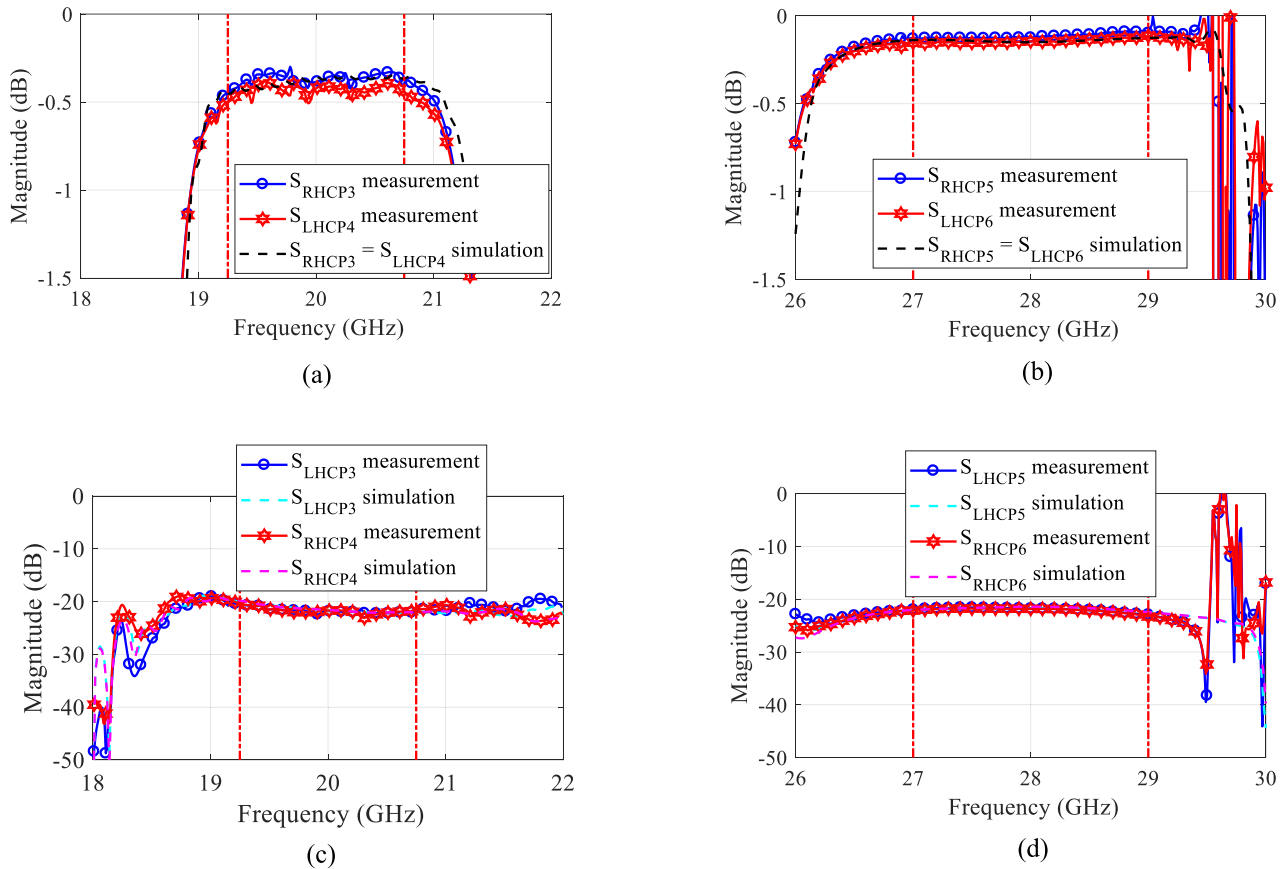 0
-0.5
-1
-1.5
Magnitude (dB)
S_RHCP3 measurement
S_LHCP4 measurement
S_RHCP3 = S_LHCP4 simulation
18 19 20 21 22
Frequency (GHz)
(a)
0
-0.5
-1
-1.5
Magnitude (dB)
S_RHCP5 measurement
S_LHCP6 measurement
S_RHCP5 = S_LHCP6 simulation
26 27 28 29 30
Frequency (GHz)
(b)
S_LHCP3 measurement
S_LHCP3 simulation
S_RHCP4 measurement
S_RHCP4 simulation
0
-10
-20
-30
-40
-50
Magnitude (dB)
18 19 20 21 22
Frequency (GHz)
(c)
S_LHCP5 measurement
S_LHCP5 simulation
S_RHCP6 measurement
S_RHCP6 simulation
0
-10
-20
-30
-40
-50
Magnitude (dB)
26 27 28 29 30
Frequency (GHz)
(d)